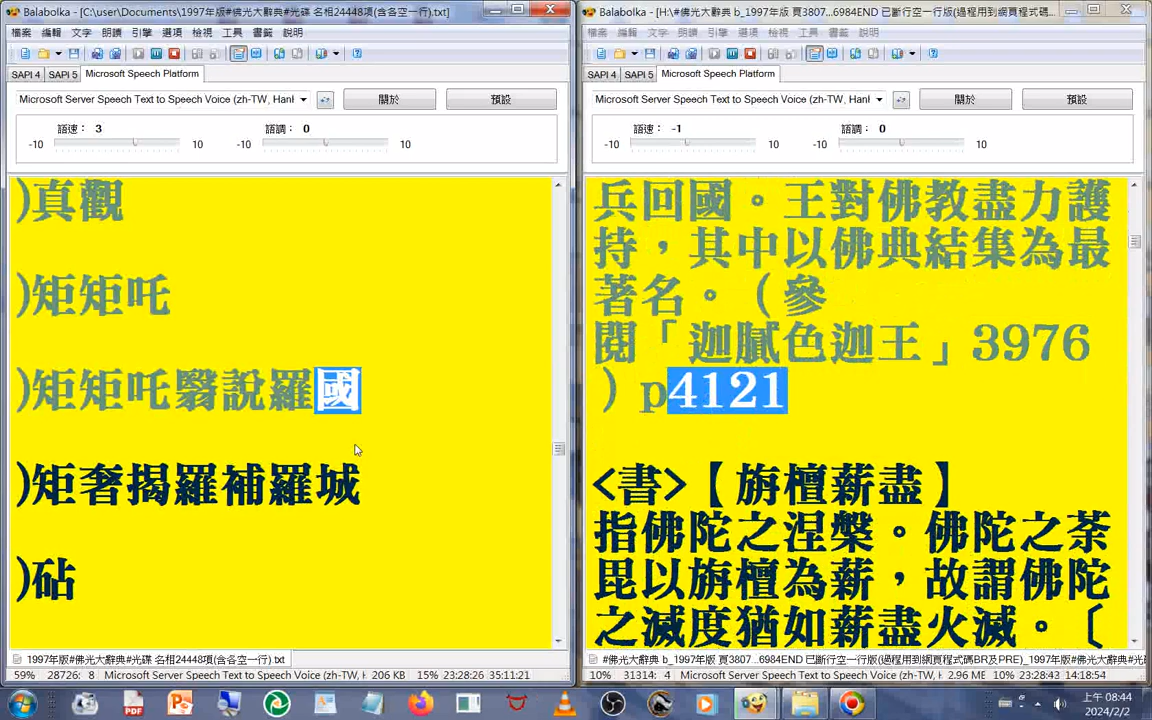 Balabolka - [C:\user\Documents\1997年版#佛光大辭典#光碟 名相24448項(含各空一行).txt]
檔案 編輯 文字 朗讀 引擎 選項 檢視 工具 書籤 說明
SAPI 4 SAPI 5 Microsoft Speech Platform
Microsoft Server Speech Text to Speech Voice (zh-TW, Hanl
關於
預設
語速： 3
語調： 0
-10 10 -10 10
)真觀
)矩矩吒
)矩矩吒翳說羅國
)矩奢揭羅補羅城
)砧
1997年版#佛光大辭典#光碟 名相24448項(含各空一行).txt
59% 28726: 8 Microsoft Server Speech Text to Speech Voice (zh-TW, H 206 KB 15% 23:28:26 35:11:21
Balabolka - [H:\#佛光大辭典 b_1997年版 頁3807...6984END 已斷行空一行版(過程用到網頁程式碼...
檔案 編輯 文字 朗讀 引擎 選項 檢視 工具 書籤 說明
SAPI 4 SAPI 5 Microsoft Speech Platform
Microsoft Server Speech Text to Speech Voice (zh-TW, Hanl
關於
預設
語速： -1
語調： 0
-10 10 -10 10
兵回國。王對佛教盡力護
持，其中以佛典結集為最
著名。（參
閱「迦膩色迦王」3976
）p4121
<書>【旃檀薪盡】
指佛陀之涅槃。佛陀之荼
毘以旃檀為薪，故謂佛陀
之滅度猶如薪盡火滅。〔
#佛光大辭典 b_1997年版 頁3807...6984END 已斷行空一行版(過程用到網頁程式碼BR及PRE)_1997年版#佛光
10% 31314: 4 Microsoft Server Speech Text to Speech Voice (zh-TW, H 2.96 ME 10% 23:28:43 14:18:54
上午 08:44
2024/2/2